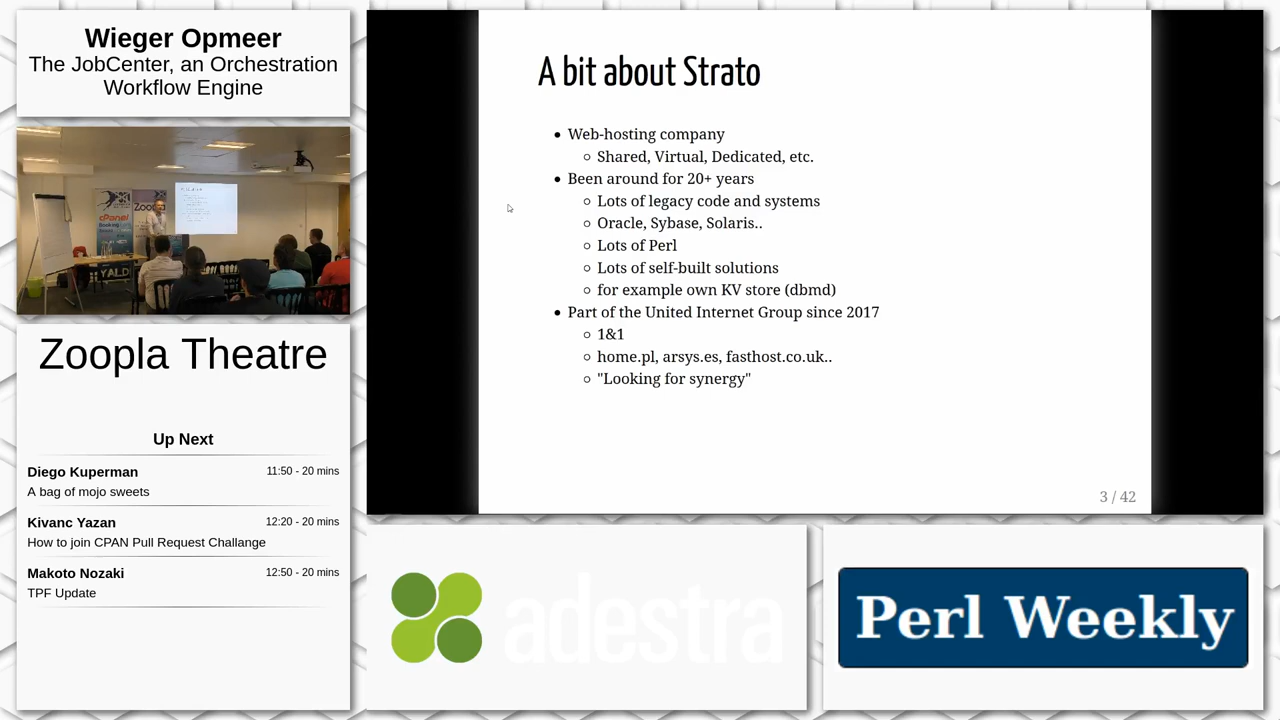 Wieger Opmeer
The JobCenter, an Orchestration
Workflow Engine
cPanel
Booking
Zoopla
YALD
Zoopla Theatre
Up Next
Diego Kuperman 11:50 - 20 mins
A bag of mojo sweets
Kivanc Yazan 12:20 - 20 mins
How to join CPAN Pull Request Challange
Makoto Nozaki 12:50 - 20 mins
TPF Update
A bit about Strato
• Web-hosting company
◦ Shared, Virtual, Dedicated, etc.
• Been around for 20+ years
◦ Lots of legacy code and systems
◦ Oracle, Sybase, Solaris..
◦ Lots of Perl
◦ Lots of self-built solutions
◦ for example own KV store (dbmd)
• Part of the United Internet Group since 2017
◦ 1&1
◦ home.pl, arsys.es, fasthost.co.uk..
◦ "Looking for synergy"
3 / 42
adestra
Perl Weekly